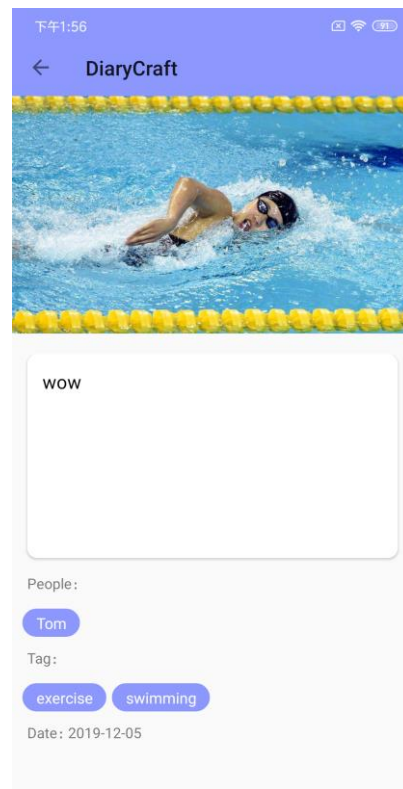 下午1:56
91
DiaryCraft
wow
People:
Tom
Tag:
exercise swimming
Date: 2019-12-05